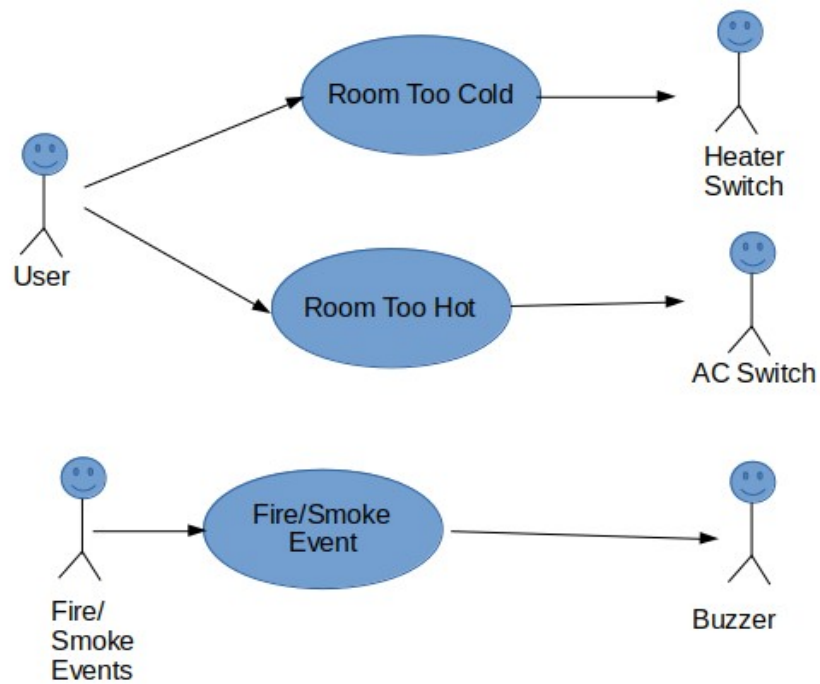 Room Too Cold
Heater
Switch
User
Room Too Hot
AC Switch
Fire/Smoke
Event
Fire/
Smoke
Events
Buzzer